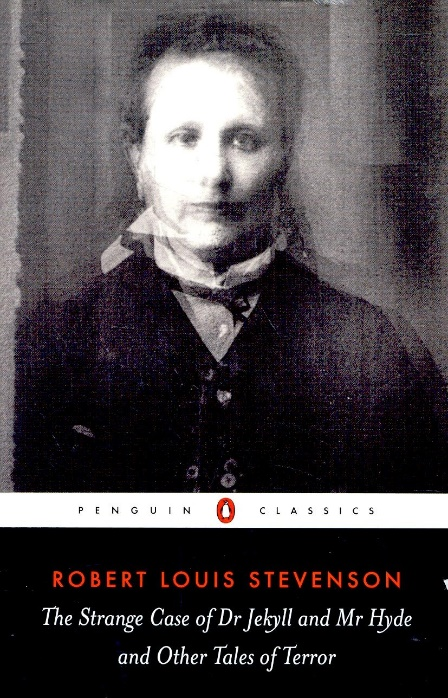 PENGUIN CLASSICS
ROBERT LOUIS STEVENSON
The Strange Case of Dr Jekyll and Mr Hyde
and Other Tales of Terror